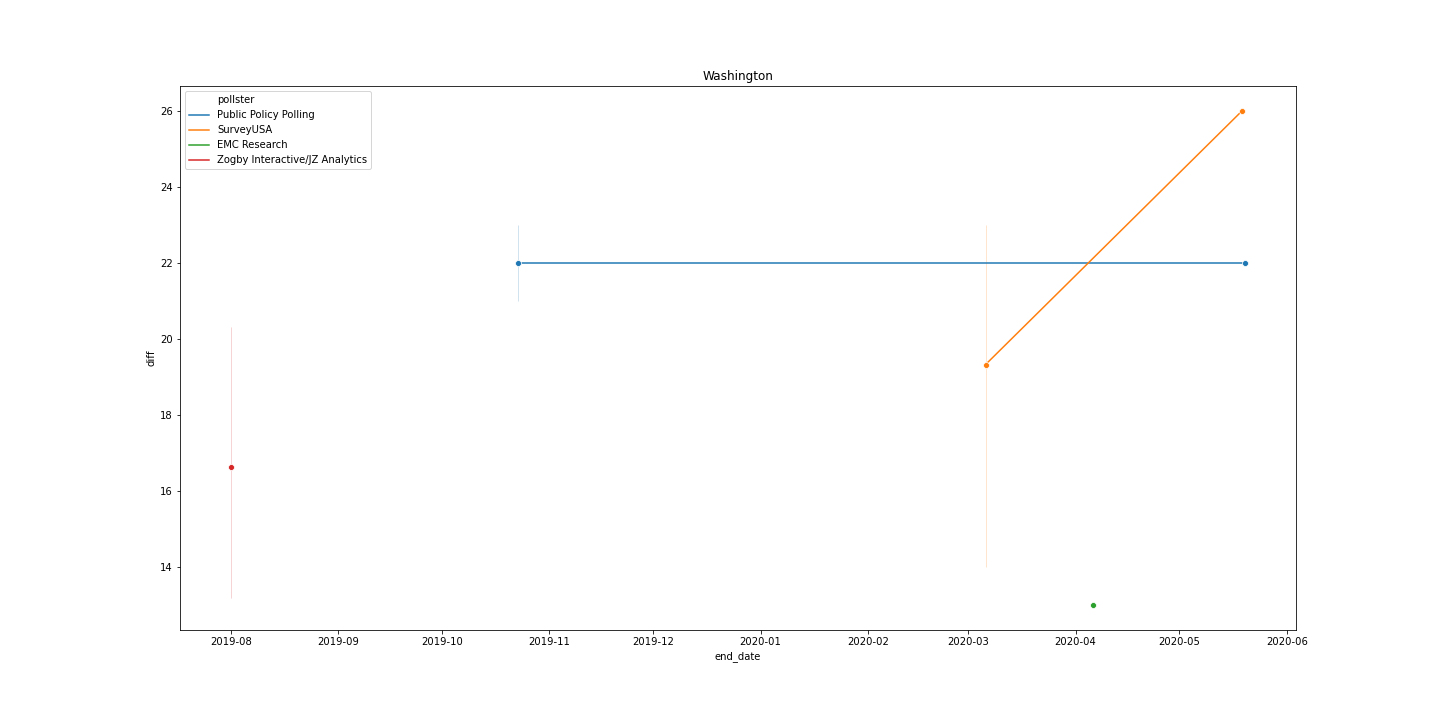 Washington
pollster
Public Policy Polling
SurveyUSA
EMC Research
Zogby Interactive/JZ Analytics
26
24
22
20
18
16
14
diff
2019-08 2019-09 2019-10 2019-11 2019-12 2020-01 2020-02 2020-03 2020-04 2020-05 2020-06
end_date